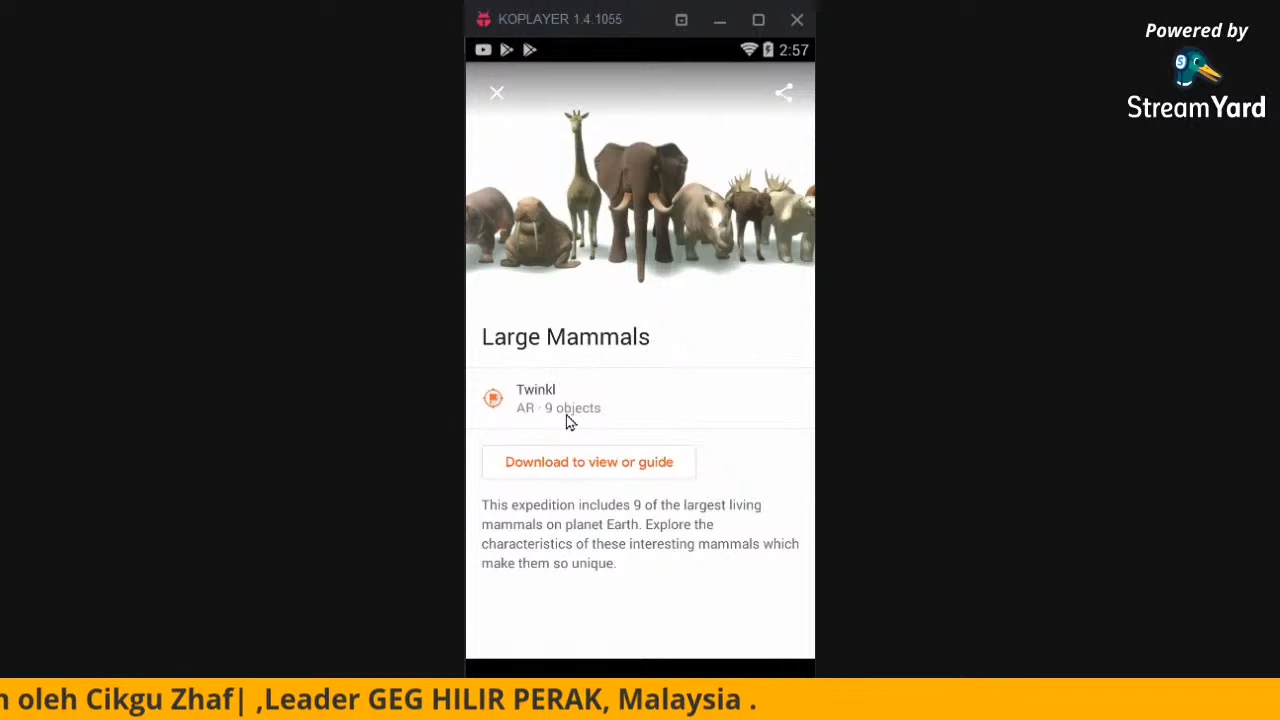 KOPLAYER 1.4.1055
Powered by
StreamYard
2:57
Large Mammals
Twinkl
AR · 9 objects
Download to view or guide
This expedition includes 9 of the largest living
mammals on planet Earth. Explore the
characteristics of these interesting mammals which
make them so unique.
oleh Cikgu Zhaf| ,Leader GEG HILIR PERAK, Malaysia .